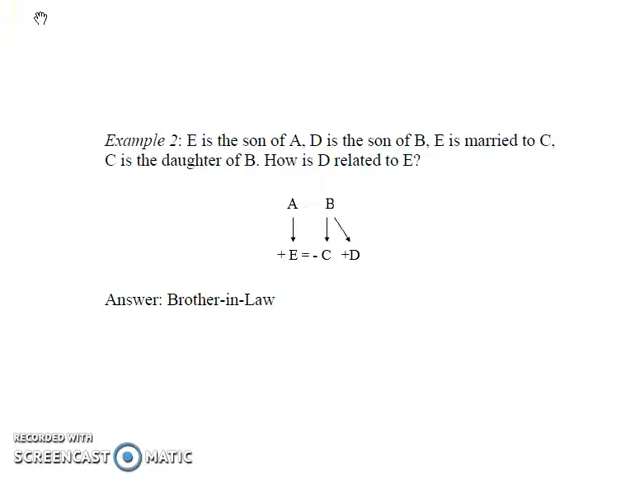 Example 2: E is the son of A, D is the son of B, E is married to C,
C is the daughter of B. How is D related to E?
A B
+ E = - C +D
Answer: Brother-in-Law
RECORDED WITH
SCREENCAST MATIC